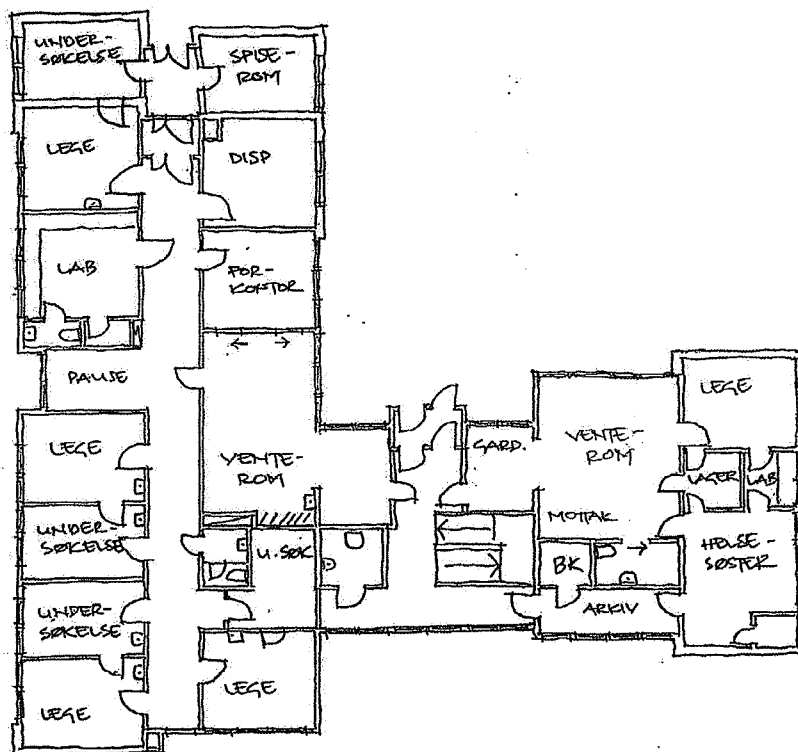 UNDER-
SØKELSE
SPISE-
ROM
LEGE
DISP
LAB
FOR-
KONTOR
PAUSE
LEGE
VENTE-
ROM
GARD.
VENTE-
ROM
LEGE
LAGER
LAB
MOTTAK
UNDER-
SØKELSE
U.SØK
BK
HELSE-
SØSTER
UNDER-
SØKELSE
ARKIV
LEGE
LEGE